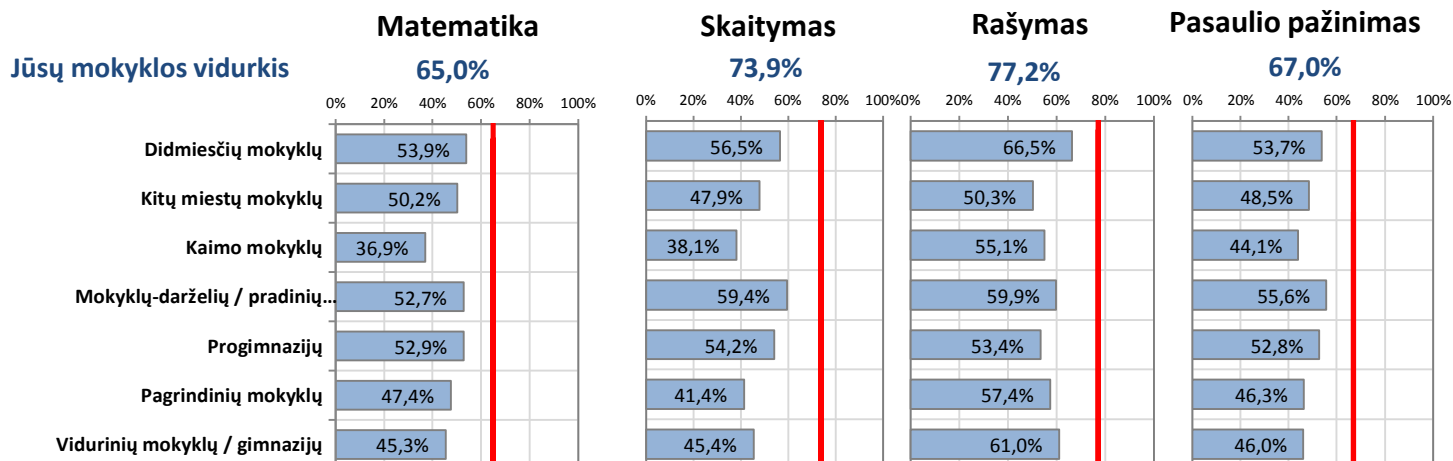 Matematika Skaitymas Rašymas Pasaulio pažinimas
Jūsų mokyklos vidurkis 65,0% 73,9% 77,2% 67,0%
0% 20% 40% 60% 80% 100% 0% 20% 40% 60% 80% 100% 0% 20% 40% 60% 80% 100% 0% 20% 40% 60% 80% 100%
Didmiesčių mokyklų 53,9% 56,5% 66,5% 53,7%
Kitų miestų mokyklų 50,2% 47,9% 50,3% 48,5%
Kaimo mokyklų 36,9% 38,1% 55,1% 44,1%
Mokyklų-darželių / pradinių... 52,7% 59,4% 59,9% 55,6%
Progimnazijų 52,9% 54,2% 53,4% 52,8%
Pagrindinių mokyklų 47,4% 41,4% 57,4% 46,3%
Vidurinių mokyklų / gimnazijų 45,3% 45,4% 61,0% 46,0%